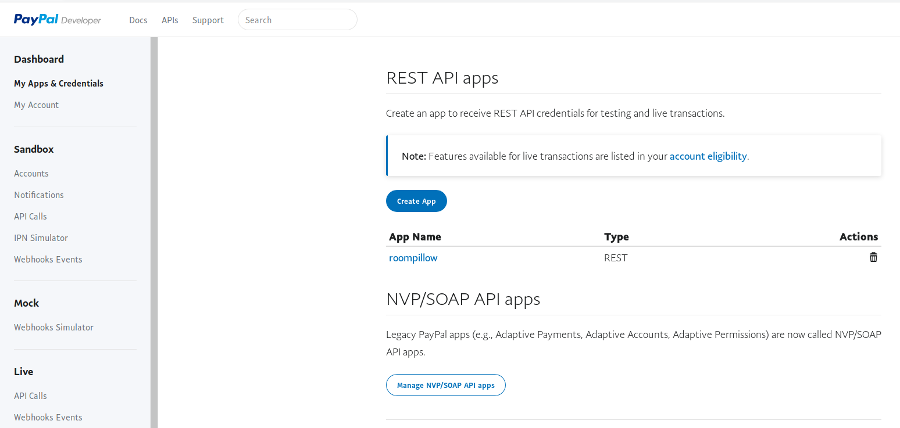 PayPal Developer
Docs
APIs
Support
Search
Dashboard
My Apps & Credentials
My Account
Sandbox
Accounts
Notifications
API Calls
IPN Simulator
Webhooks Events
Mock
Webhooks Simulator
Live
API Calls
Webhooks Events
REST API apps
Create an app to receive REST API credentials for testing and live transactions.
Note: Features available for live transactions are listed in your account eligibility.
Create App
App Name Type Actions
roompillow REST
NVP/SOAP API apps
Legacy PayPal apps (e.g., Adaptive Payments, Adaptive Accounts, Adaptive Permissions) are now called NVP/SOAP
API apps.
Manage NVP/SOAP API apps